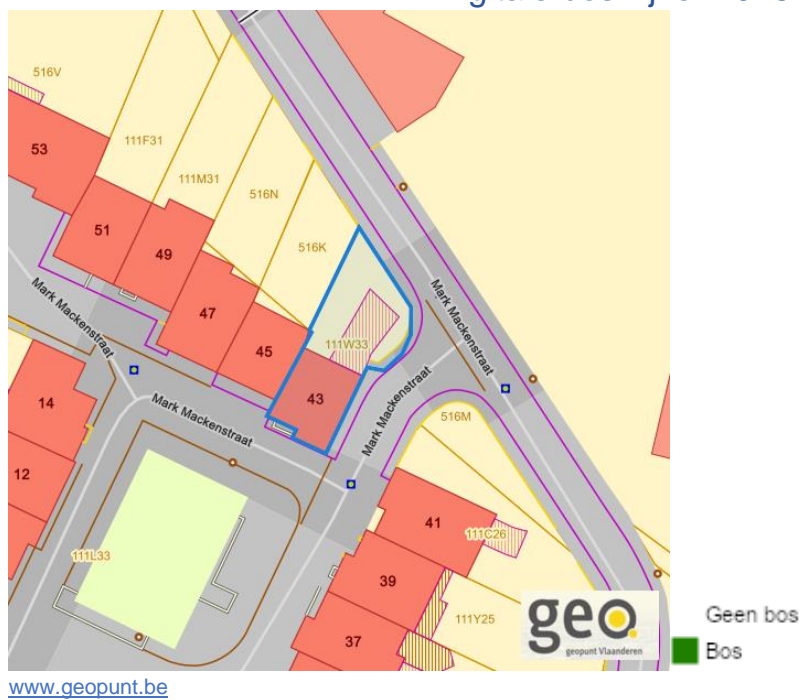 516V
53
111F31
111M31
516N
51
49
516K
47
111W33
45
43
Mark Mackenstraat
Mark Mackenstraat
Mark Mackenstraat
Mark Mackenstraat
14
12
516M
41
111C26
111L33
39
111Y25
37
geo
geopunt Vlaanderen
Geen bos
Bos
www.geopunt.be